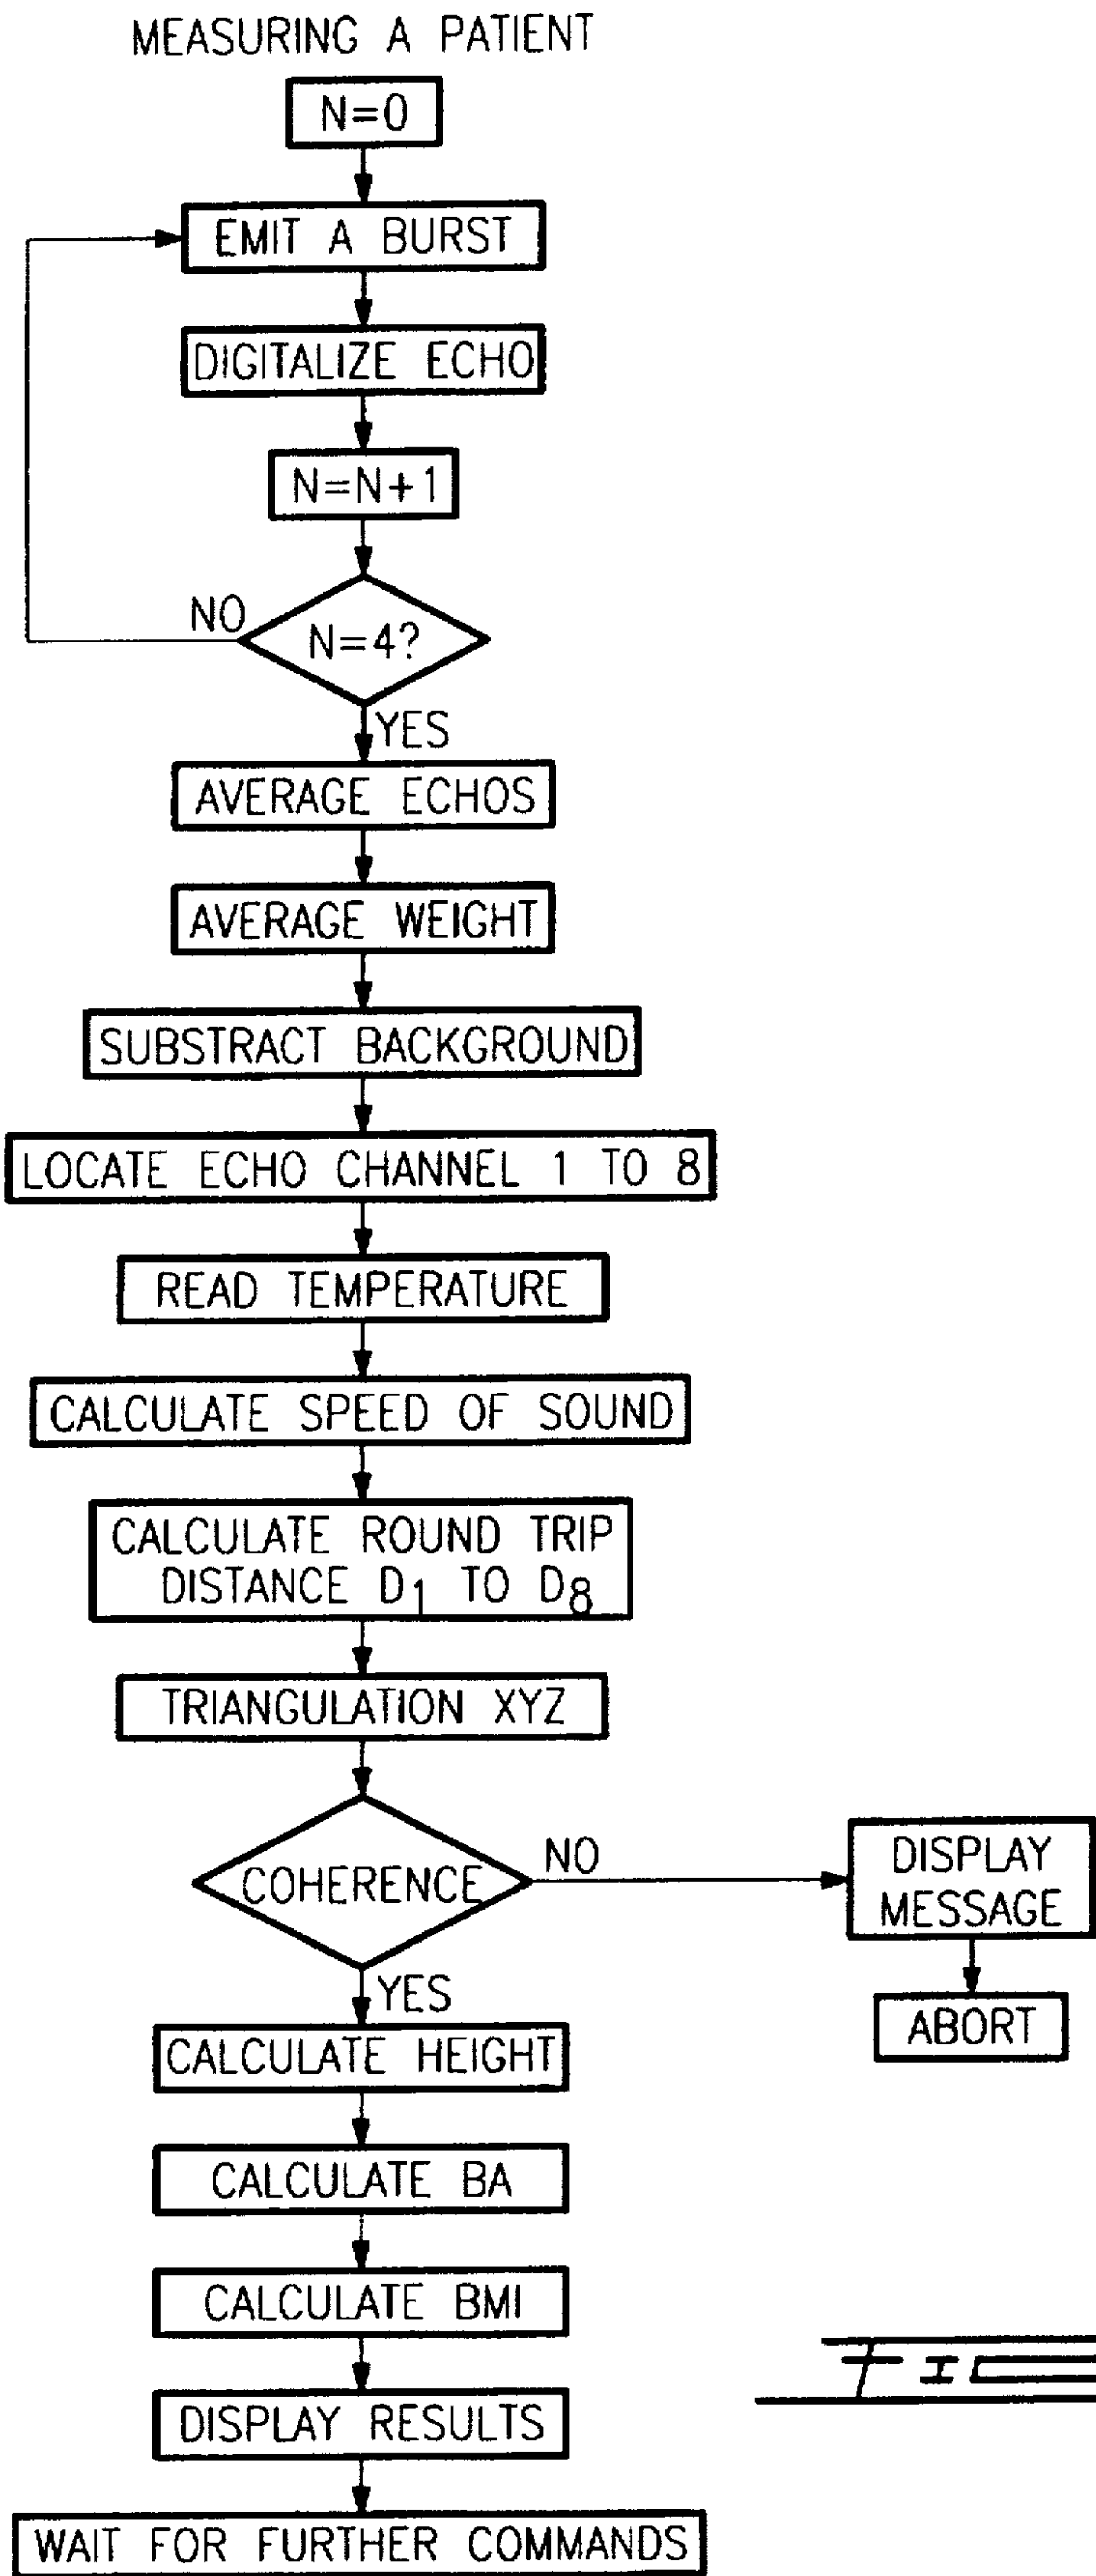 MEASURING A PATIENT
N=0
EMIT A BURST
DIGITALIZE ECHO
N=N+1
NO
N=4?
YES
AVERAGE ECHOS
AVERAGE WEIGHT
SUBSTRACT BACKGROUND
LOCATE ECHO CHANNEL 1 TO 8
READ TEMPERATURE
CALCULATE SPEED OF SOUND
CALCULATE ROUND TRIP
DISTANCE D1 TO D8
TRIANGULATION XYZ
COHERENCE
NO
DISPLAY
MESSAGE
YES
ABORT
CALCULATE HEIGHT
CALCULATE BA
CALCULATE BMI
DISPLAY RESULTS
WAIT FOR FURTHER COMMANDS